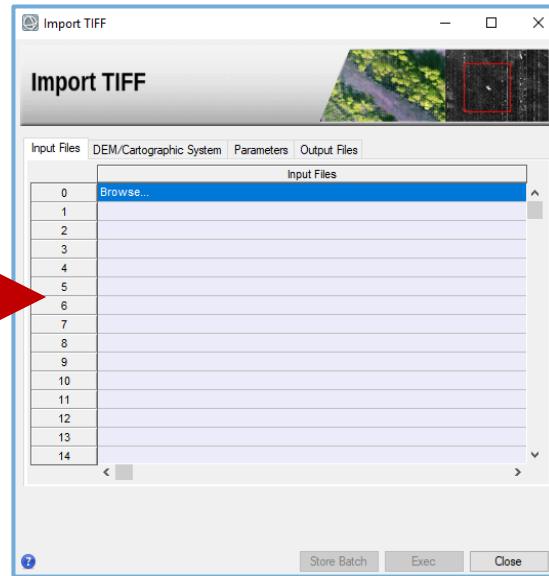 Import TIFF
Import TIFF
Input Files DEM/Cartographic System Parameters Output Files
Input Files
0 Browse...
1
2
3
4
5
6
7
8
9
10
11
12
13
14
? Store Batch Exec Close